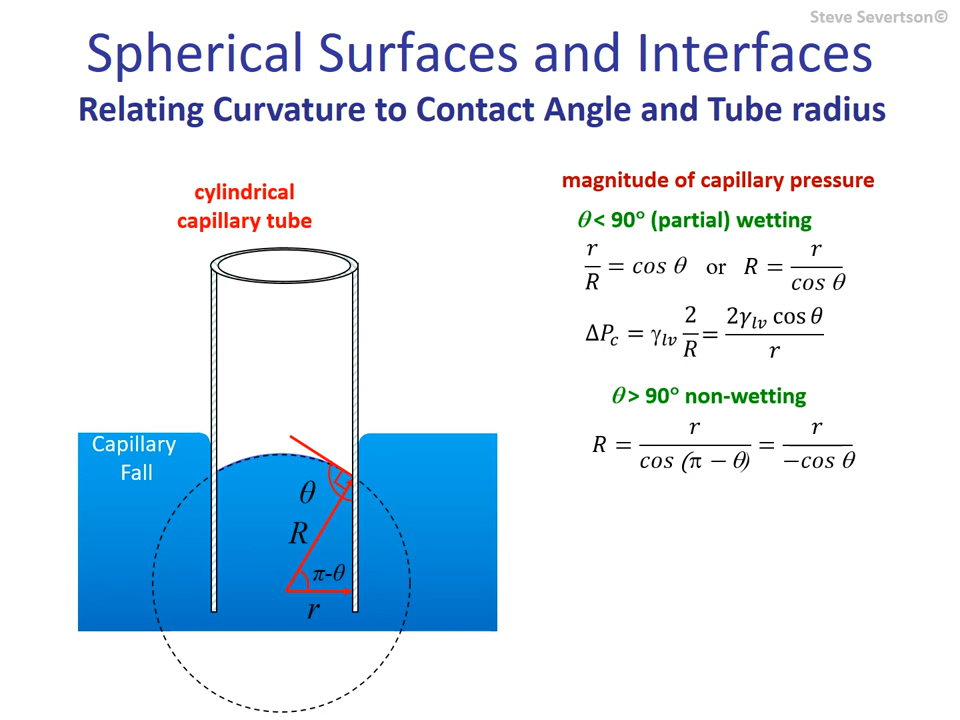 Steve Severtson©
Spherical Surfaces and Interfaces
Relating Curvature to Contact Angle and Tube radius
cylindrical
capillary tube
Capillary
Fall
θ
R
π-θ
r
magnitude of capillary pressure
θ < 90° (partial) wetting
r/R = cos θ or R = r/cos θ
ΔP_c = γ_lv 2/R = 2γ_lv cos θ/r
θ > 90° non-wetting
R = r/cos (π − θ) = r/−cos θ